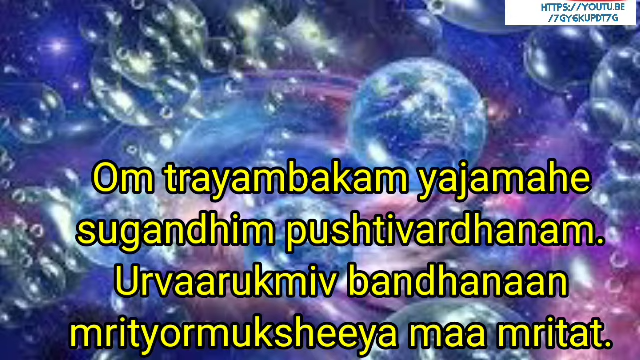 HTTPS://YOUTU.BE
/7GY6KUPDT7G
Om trayambakam yajamahe
sugandhim pushtivardhanam.
Urvaarukmiv bandhanaan
mrityormuksheeya maa mritat.